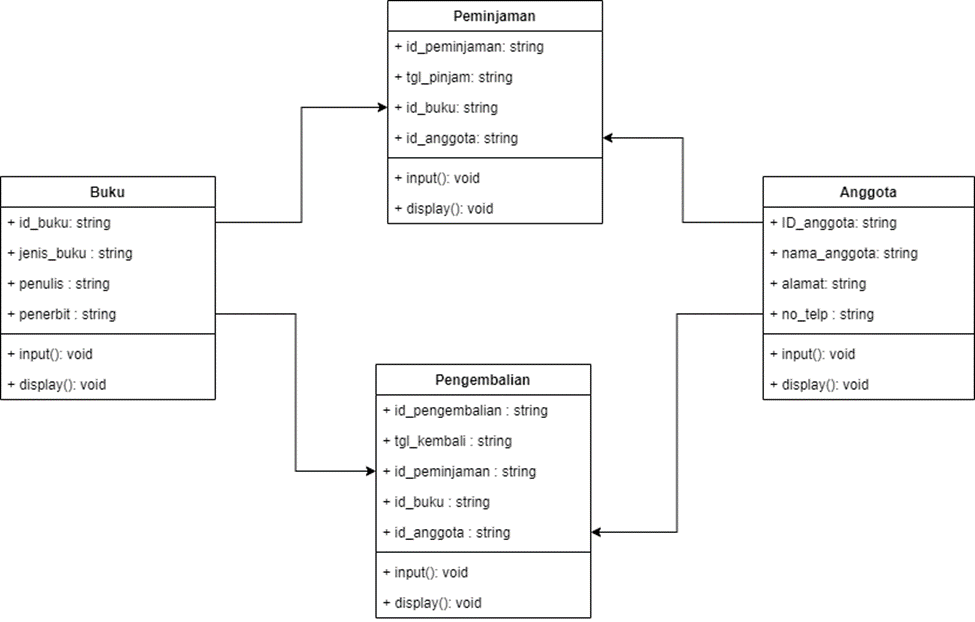 Peminjaman
+ id_peminjaman: string
+ tgl_pinjam: string
+ id_buku: string
+ id_anggota: string
+ input(): void
+ display(): void
Buku
+ id_buku: string
+ jenis_buku : string
+ penulis : string
+ penerbit : string
+ input(): void
+ display(): void
Anggota
+ ID_anggota: string
+ nama_anggota: string
+ alamat: string
+ no_telp : string
+ input(): void
+ display(): void
Pengembalian
+ id_pengembalian : string
+ tgl_kembali : string
+ id_peminjaman : string
+ id_buku : string
+ id_anggota : string
+ input(): void
+ display(): void